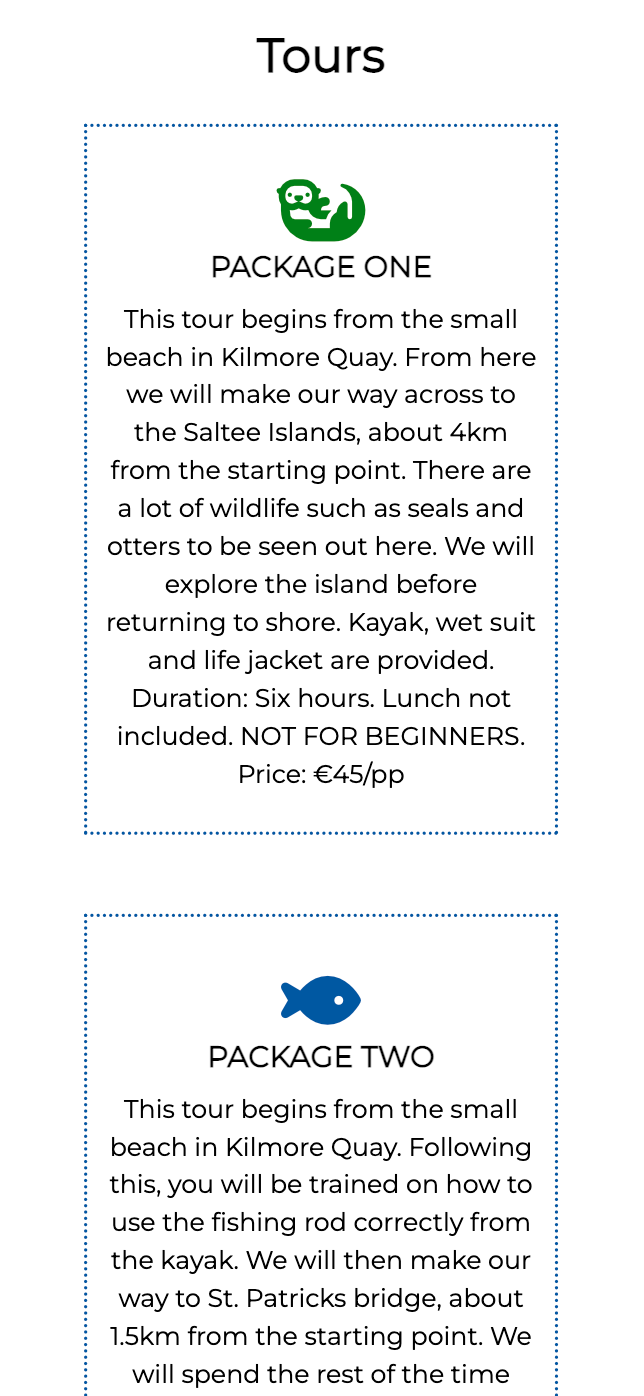 Tours
PACKAGE ONE
This tour begins from the small
beach in Kilmore Quay. From here
we will make our way across to
the Saltee Islands, about 4km
from the starting point. There are
a lot of wildlife such as seals and
otters to be seen out here. We will
explore the island before
returning to shore. Kayak, wet suit
and life jacket are provided.
Duration: Six hours. Lunch not
included. NOT FOR BEGINNERS.
Price: €45/pp
PACKAGE TWO
This tour begins from the small
beach in Kilmore Quay. Following
this, you will be trained on how to
use the fishing rod correctly from
the kayak. We will then make our
way to St. Patricks bridge, about
1.5km from the starting point. We
will spend the rest of the time